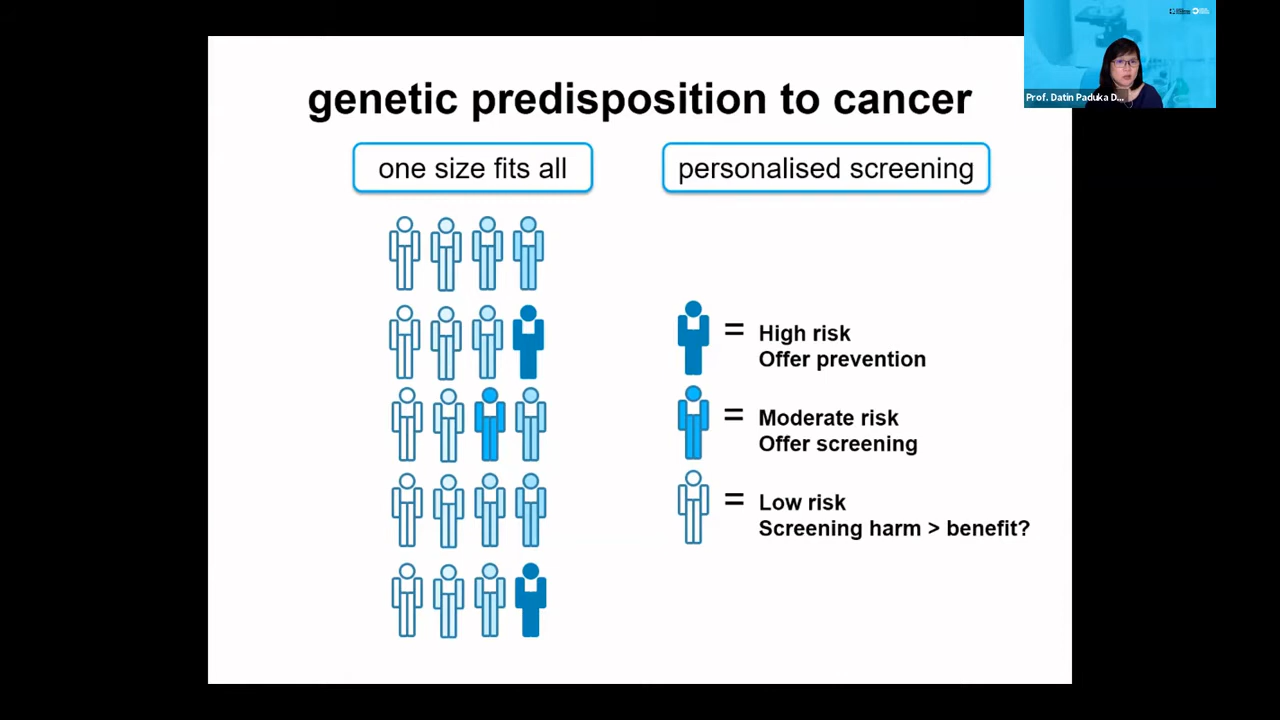 genetic predisposition to cancer
one size fits all
personalised screening
= High risk
Offer prevention
= Moderate risk
Offer screening
= Low risk
Screening harm > benefit?
Prof. Datin Paduka D...